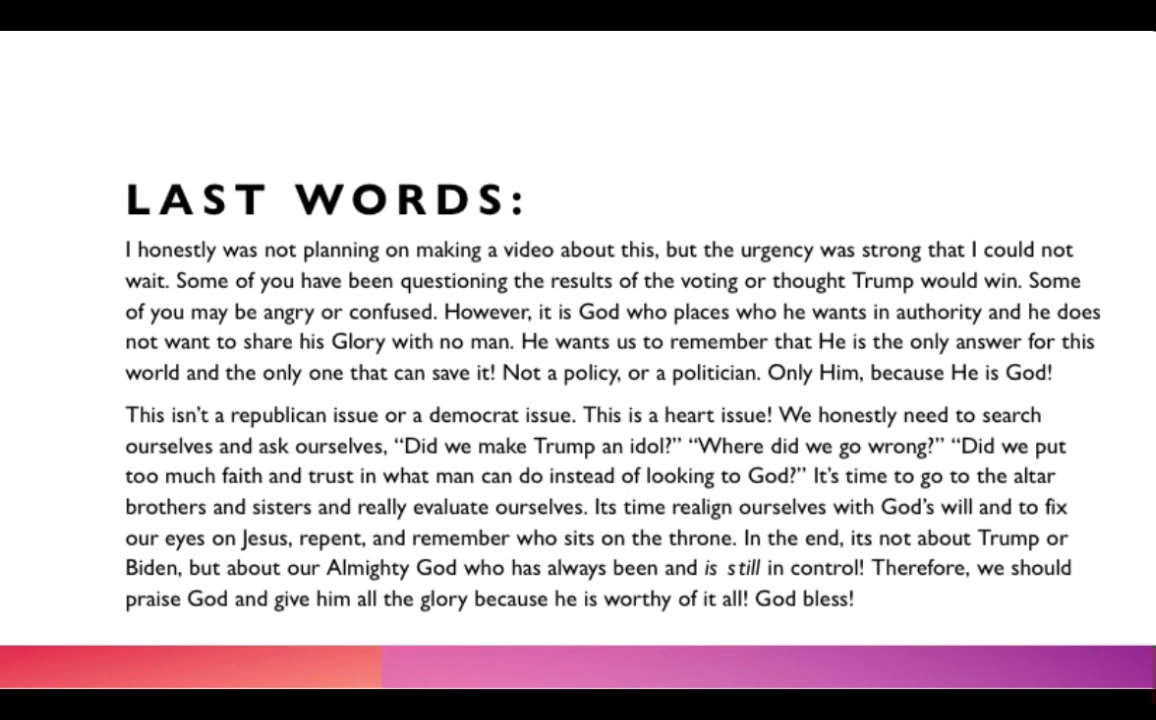 LAST WORDS:
I honestly was not planning on making a video about this, but the urgency was strong that I could not
wait. Some of you have been questioning the results of the voting or thought Trump would win. Some
of you may be angry or confused. However, it is God who places who he wants in authority and he does
not want to share his Glory with no man. He wants us to remember that He is the only answer for this
world and the only one that can save it! Not a policy, or a politician. Only Him, because He is God!
This isn't a republican issue or a democrat issue. This is a heart issue! We honestly need to search
ourselves and ask ourselves, “Did we make Trump an idol?” “Where did we go wrong?” “Did we put
too much faith and trust in what man can do instead of looking to God?” It's time to go to the altar
brothers and sisters and really evaluate ourselves. Its time realign ourselves with God's will and to fix
our eyes on Jesus, repent, and remember who sits on the throne. In the end, its not about Trump or
Biden, but about our Almighty God who has always been and is still in control! Therefore, we should
praise God and give him all the glory because he is worthy of it all! God bless!